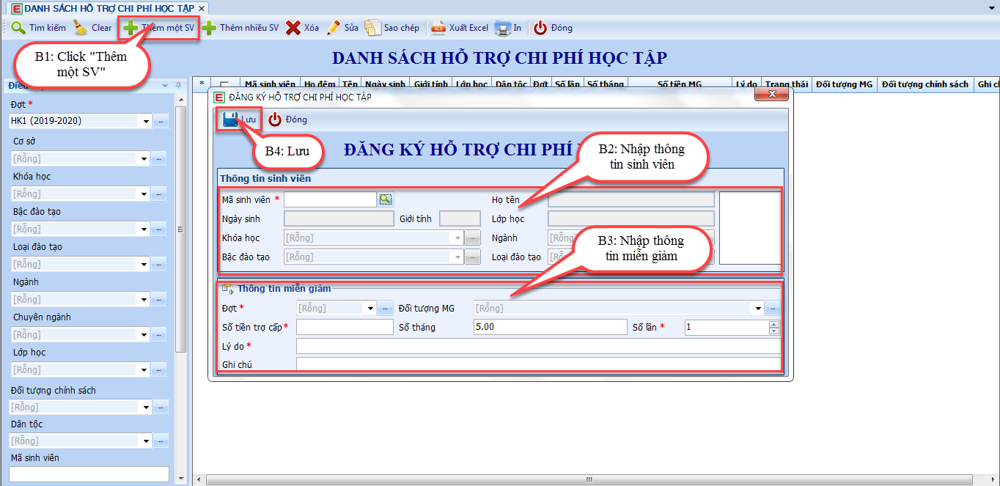 DANH SÁCH HỖ TRỢ CHI PHÍ HỌC TẬP
Tìm kiếm Clear Thêm một SV Thêm nhiều SV Xóa Sửa Sao chép Xuất Excel In Đóng
B1: Click "Thêm
một SV"
DANH SÁCH HỖ TRỢ CHI PHÍ HỌC TẬP
* Mã sinh viên Họ đệm Tên Ngày sinh Giới tính Lớp học Dân tộc Đợt Số lần Số tháng Số tiền MG Lý do Trạng thái Đối tượng MG Đối tượng chính sách
Đợt *
HK1 (2019-2020)
Cơ sở
[Rỗng]
Khóa học
[Rỗng]
Bậc đào tạo
[Rỗng]
Loại đào tạo
[Rỗng]
Ngành
[Rỗng]
Chuyên ngành
[Rỗng]
Lớp học
[Rỗng]
Đối tượng chính sách
[Rỗng]
Dân tộc
[Rỗng]
Mã sinh viên
ĐĂNG KÝ HỖ TRỢ CHI PHÍ HỌC TẬP
Lưu Đóng
B4: Lưu
ĐĂNG KÝ HỖ TRỢ CHI PHÍ
B2: Nhập thông
tin sinh viên
Thông tin sinh viên
Mã sinh viên * Họ tên
Ngày sinh Giới tính Lớp học
Khóa học [Rỗng] Ngành
Bậc đào tạo [Rỗng] Loại đào tạo
B3: Nhập thông
tin miễn giảm
Thông tin miễn giảm
Đợt * [Rỗng] Đối tượng MG [Rỗng]
Số tiền trợ cấp * Số tháng 5.00 Số lần * 1
Lý do *
Ghi chú